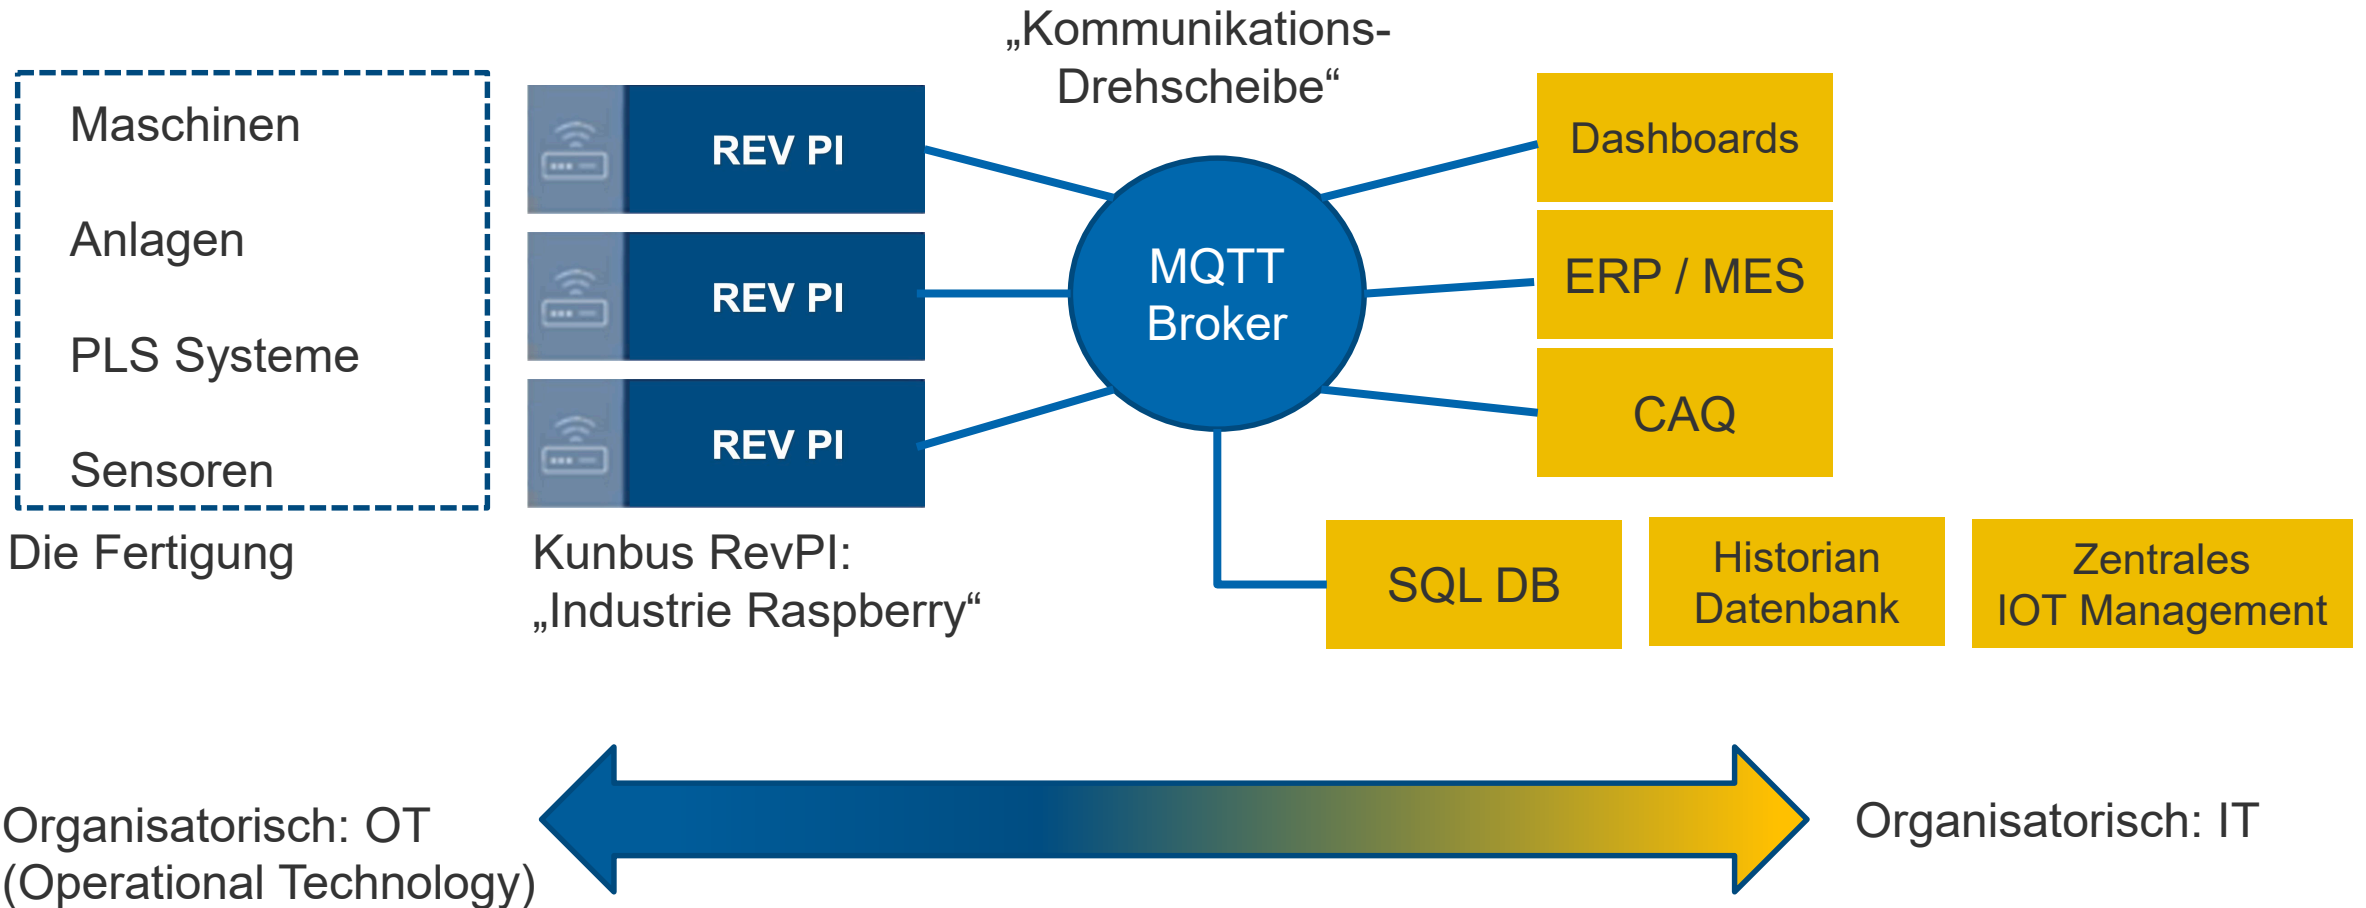 „Kommunikations-
Drehscheibe“
Maschinen
Anlagen
PLS Systeme
Sensoren
Die Fertigung
REV PI
REV PI
REV PI
Kunbus RevPI:
„Industrie Raspberry“
MQTT
Broker
Dashboards
ERP / MES
CAQ
SQL DB
Historian
Datenbank
Zentrales
IOT Management
Organisatorisch: OT
(Operational Technology)
Organisatorisch: IT